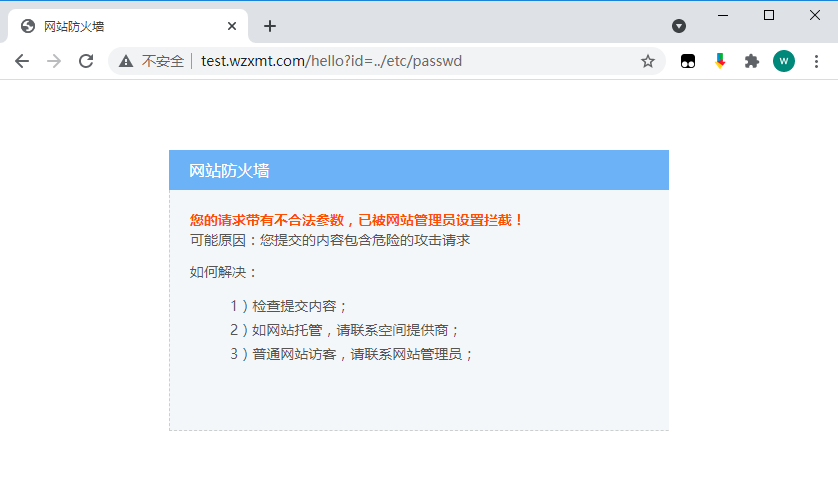 网站防火墙
不安全 | test.wzxmt.com/hello?id=../etc/passwd
W
网站防火墙
您的请求带有不合法参数，已被网站管理员设置拦截！
可能原因：您提交的内容包含危险的攻击请求
如何解决：
1）检查提交内容；
2）如网站托管，请联系空间提供商；
3）普通网站访客，请联系网站管理员；